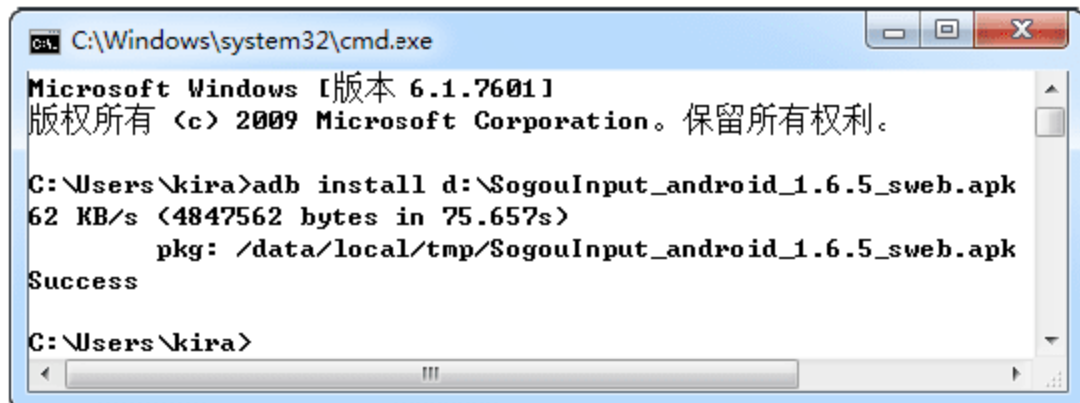 C:\Windows\system32\cmd.exe
Microsoft Windows [版本 6.1.7601]
版权所有 (c) 2009 Microsoft Corporation。保留所有权利。
C:\Users\kira>adb install d:\SogouInput_android_1.6.5_sweb.apk
62 KB/s (4847562 bytes in 75.657s)
pkg: /data/local/tmp/SogouInput_android_1.6.5_sweb.apk
Success
C:\Users\kira>